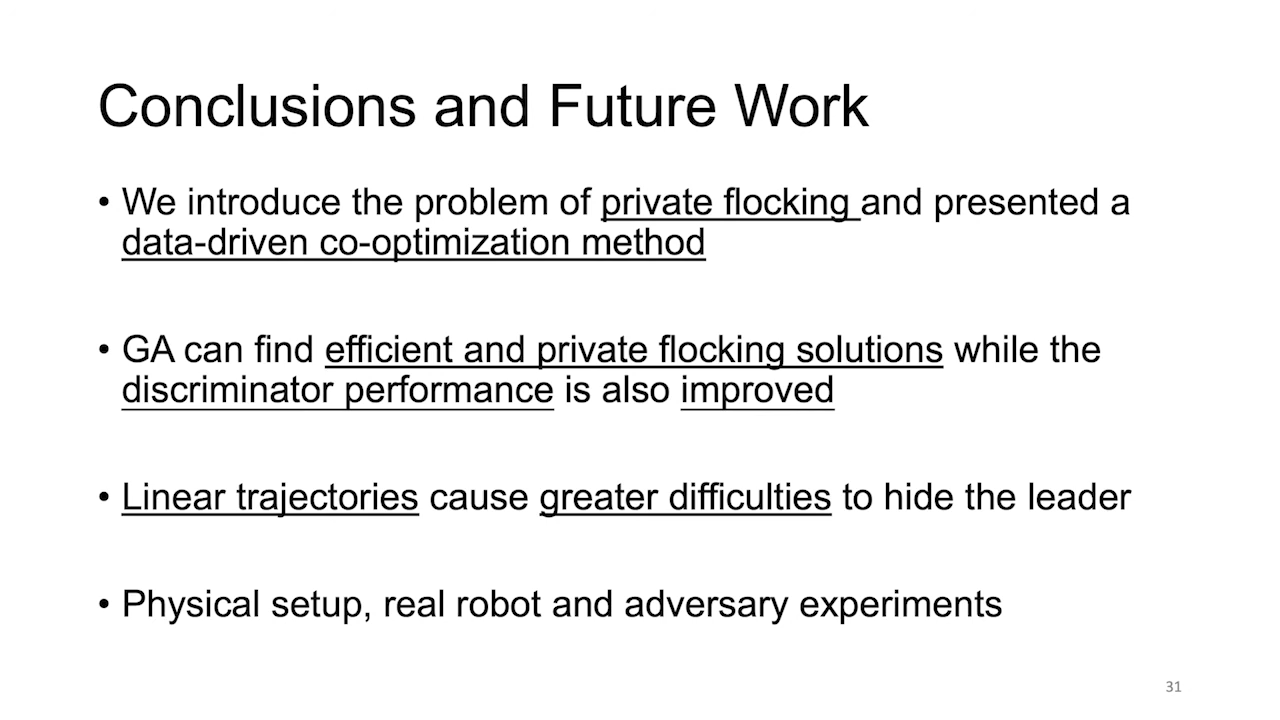 Conclusions and Future Work
• We introduce the problem of private flocking and presented a
data-driven co-optimization method
• GA can find efficient and private flocking solutions while the
discriminator performance is also improved
• Linear trajectories cause greater difficulties to hide the leader
• Physical setup, real robot and adversary experiments
31